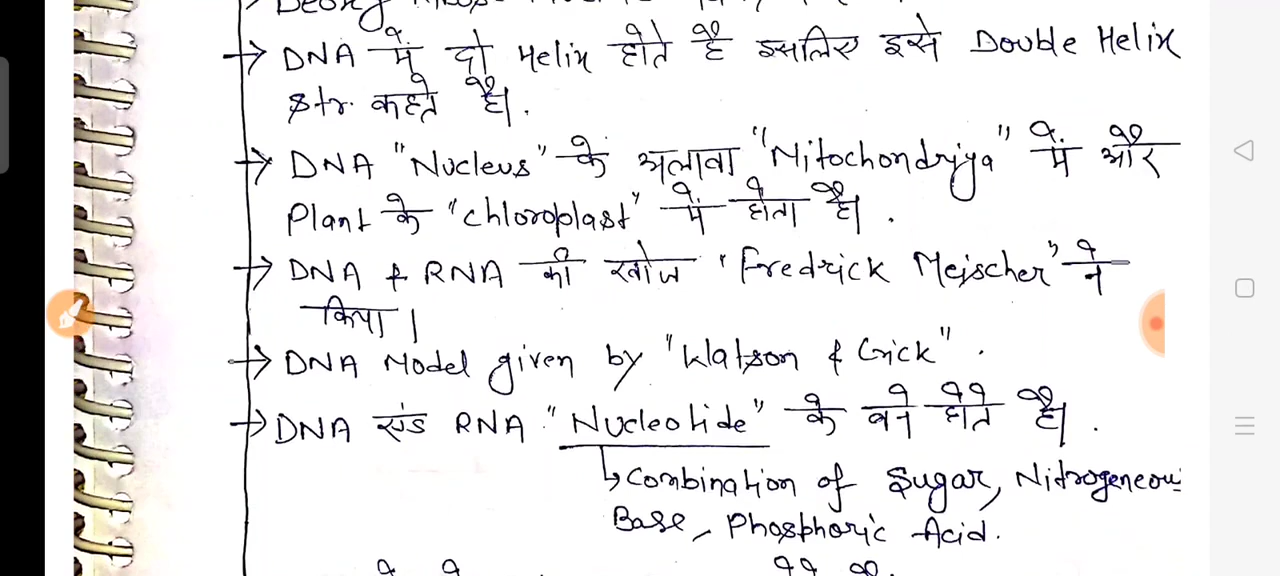 → DNA में दो Helix होते है इसलिए इसे Double Helix
Str. कहते है।.
→ DNA "Nucleus" के अलावा "Mitochondriya" में और
Plant के "chloroplast" में होता है।.
→ DNA & RNA की खोज "Fredrick Meischer" ने
किया।
→ DNA Model given by "Watson & Crick".
→ DNA एंड RNA "Nucleotide" के बने होते है।.
↳ Combination of Sugar, Nitrogeneou
Base, Phosphoric Acid.